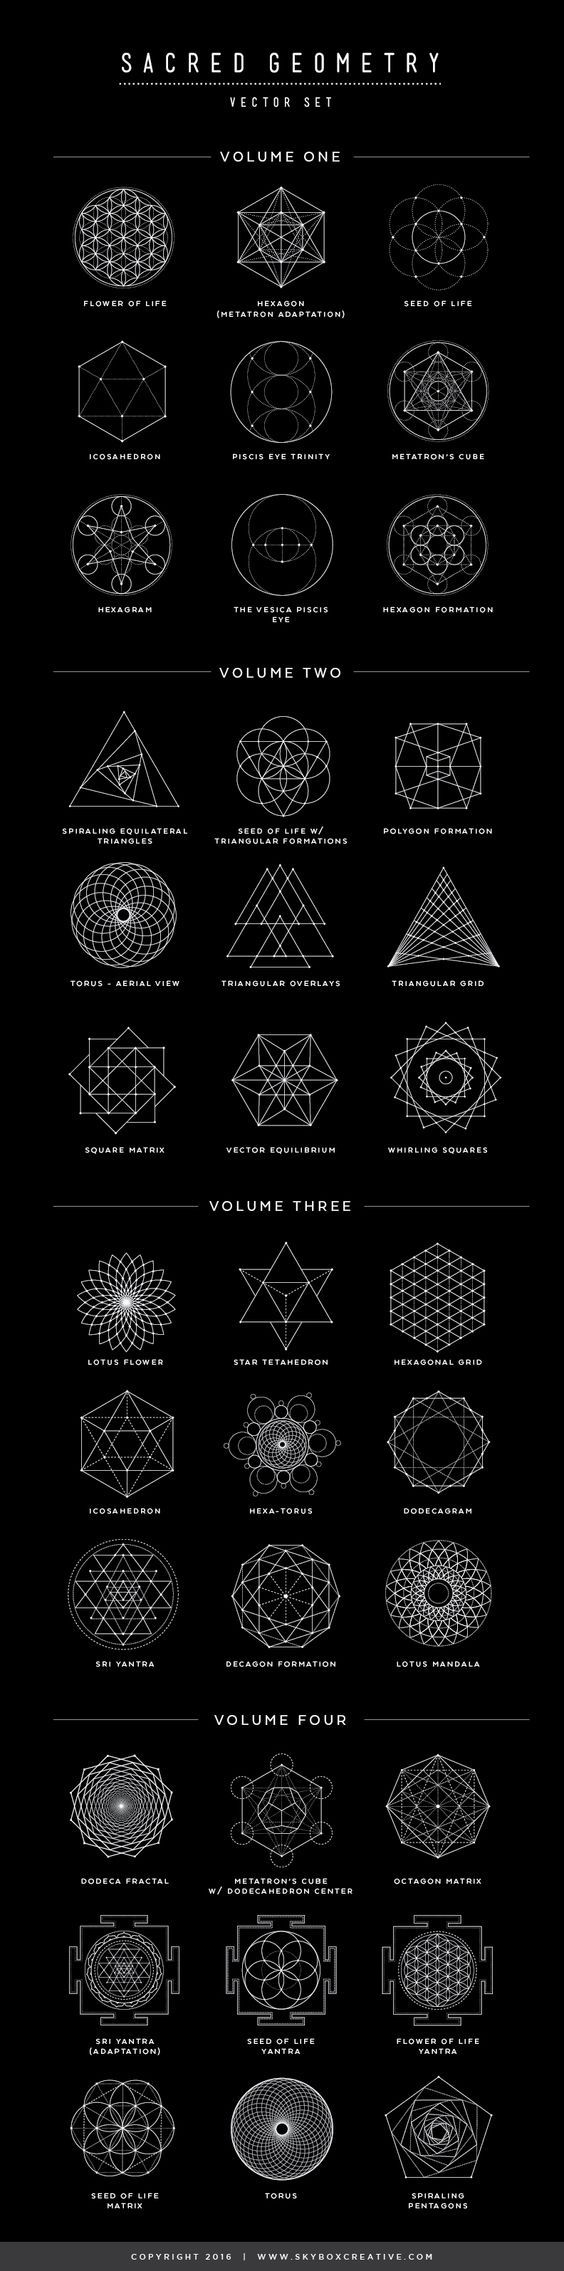 SACRED GEOMETRY
VECTOR SET
VOLUME ONE
FLOWER OF LIFE
HEXAGON
(METATRON ADAPTATION)
SEED OF LIFE
ICOSAHEDRON
PISCIS EYE TRINITY
METATRON'S CUBE
HEXAGRAM
THE VESICA PISCIS
EYE
HEXAGON FORMATION
VOLUME TWO
SPIRALING EQUILATERAL
TRIANGLES
SEED OF LIFE W/
TRIANGULAR FORMATIONS
POLYGON FORMATION
TORUS - AERIAL VIEW
TRIANGULAR OVERLAYS
TRIANGULAR GRID
SQUARE MATRIX
VECTOR EQUILIBRIUM
WHIRLING SQUARES
VOLUME THREE
LOTUS FLOWER
STAR TETAHEDRON
HEXAGONAL GRID
ICOSAHEDRON
HEXA-TORUS
DODECAGRAM
SRI YANTRA
DECAGON FORMATION
LOTUS MANDALA
VOLUME FOUR
DODECA FRACTAL
METATRON'S CUBE
W/ DODECAHEDRON CENTER
OCTAGON MATRIX
SRI YANTRA
(ADAPTATION)
SEED OF LIFE
YANTRA
FLOWER OF LIFE
YANTRA
SEED OF LIFE
MATRIX
TORUS
SPIRALING
PENTAGONS
COPYRIGHT 2016 | WWW.SKYBOXCREATIVE.COM